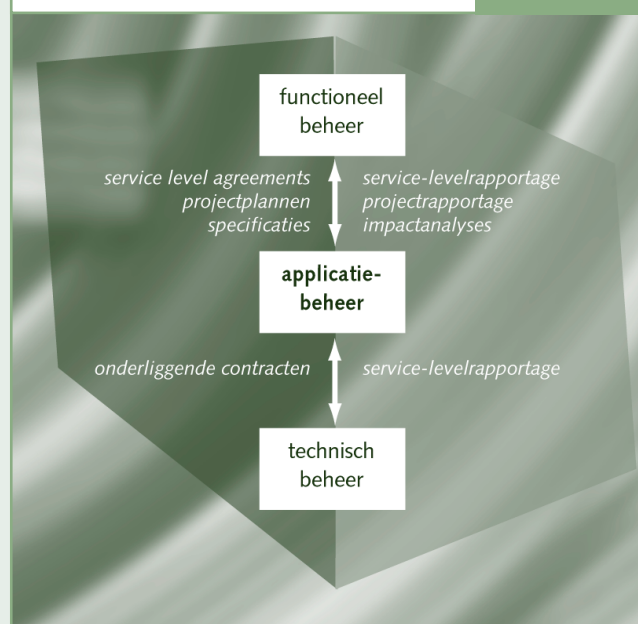 functioneel
beheer
service level agreements
projectplannen
specificaties
service-levelrapportage
projectrapportage
impactanalyses
applicatie-
beheer
onderliggende contracten
service-levelrapportage
technisch
beheer